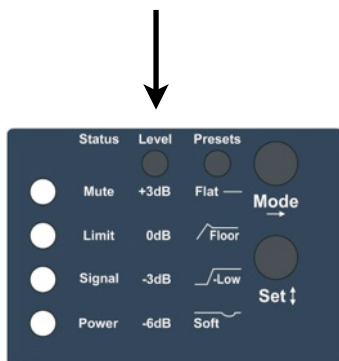 Status Level Presets
Mute +3dB Flat
Mode
Limit 0dB Floor
Signal -3dB -Low
Set
Power -6dB Soft